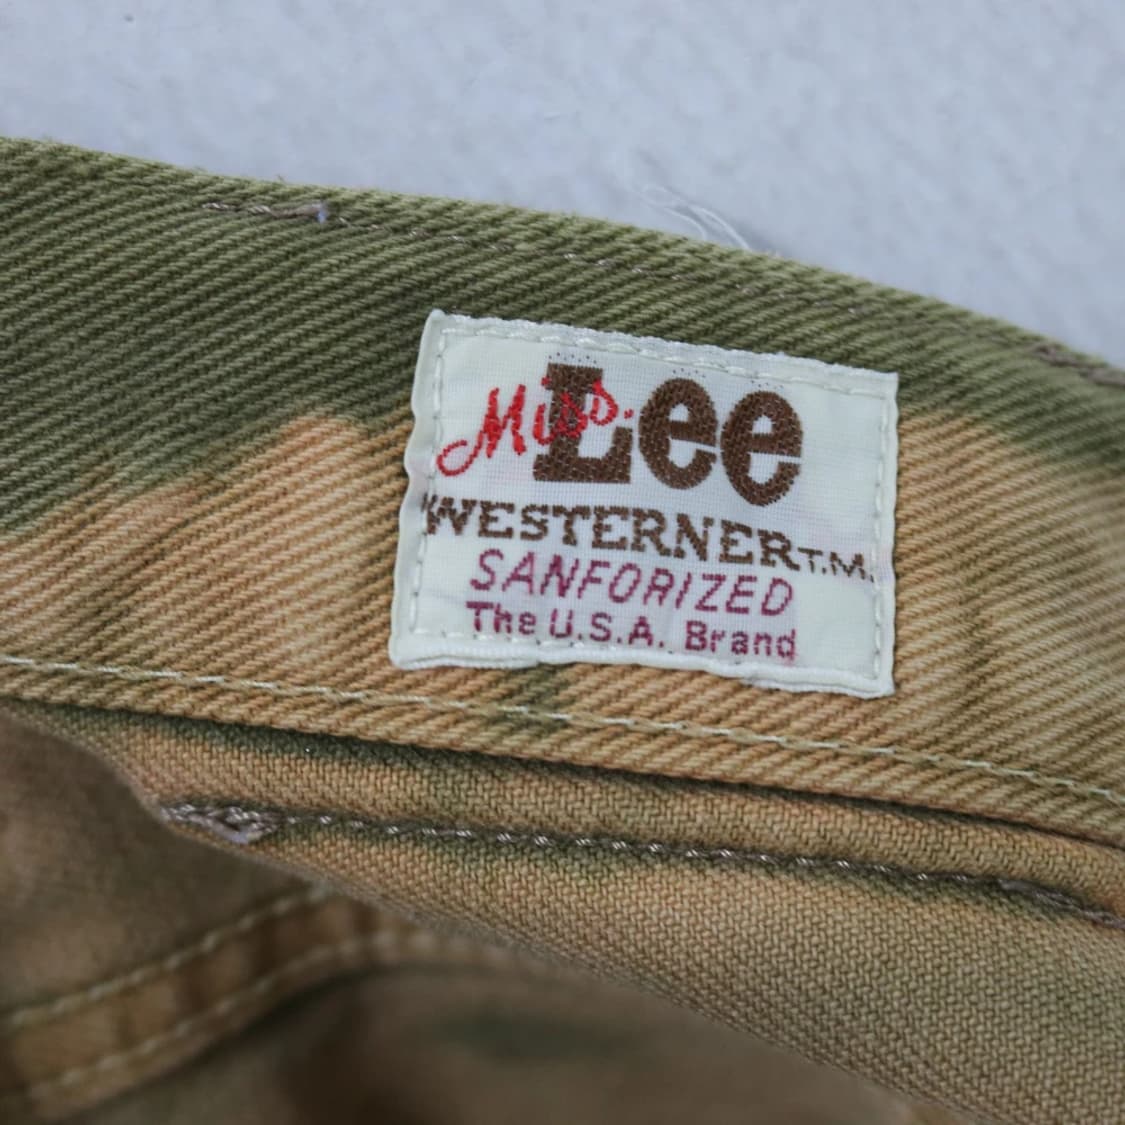 Miss. Lee
"WESTERNER T.M.
SANFORIZED
The U.S.A. Brand